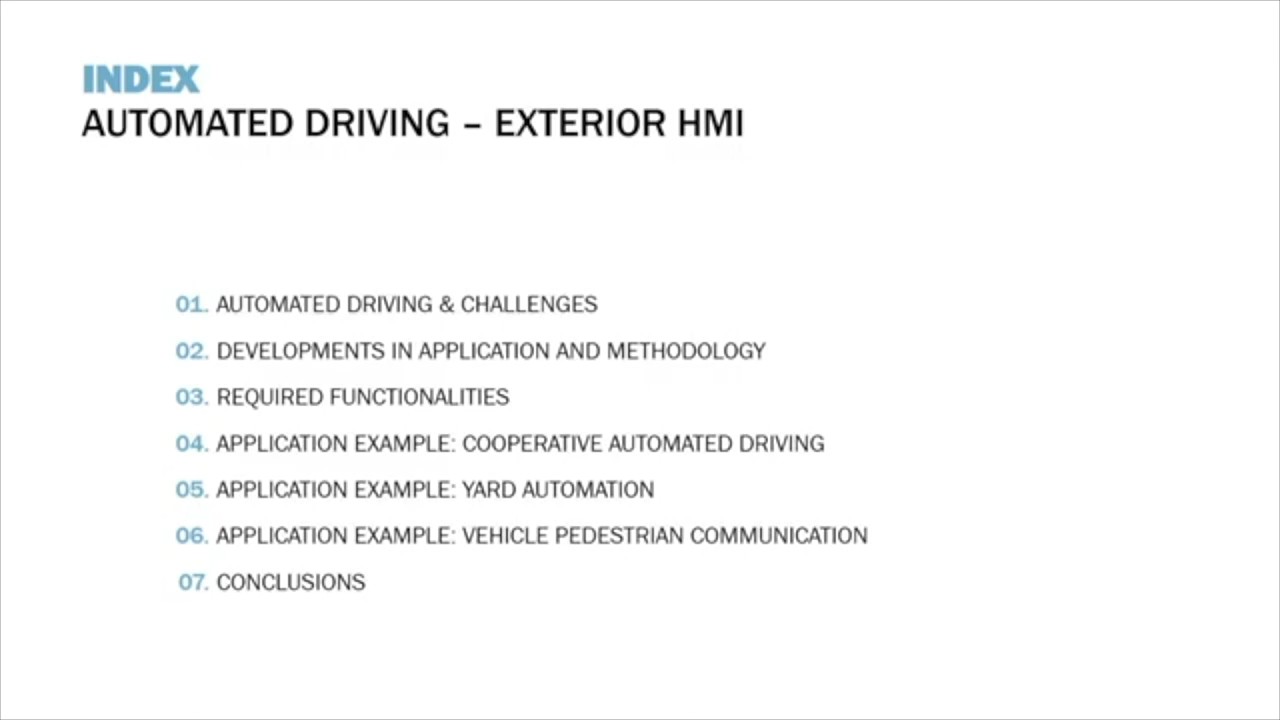 INDEX
AUTOMATED DRIVING – EXTERIOR HMI
01. AUTOMATED DRIVING & CHALLENGES
02. DEVELOPMENTS IN APPLICATION AND METHODOLOGY
03. REQUIRED FUNCTIONALITIES
04. APPLICATION EXAMPLE: COOPERATIVE AUTOMATED DRIVING
05. APPLICATION EXAMPLE: YARD AUTOMATION
06. APPLICATION EXAMPLE: VEHICLE PEDESTRIAN COMMUNICATION
07. CONCLUSIONS